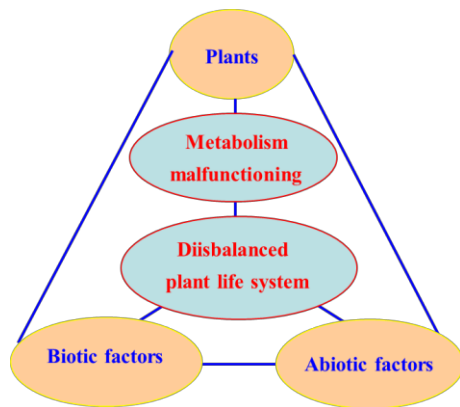 Plants
Metabolism
malfunctioning
Diisbalanced
plant life system
Biotic factors
Abiotic factors